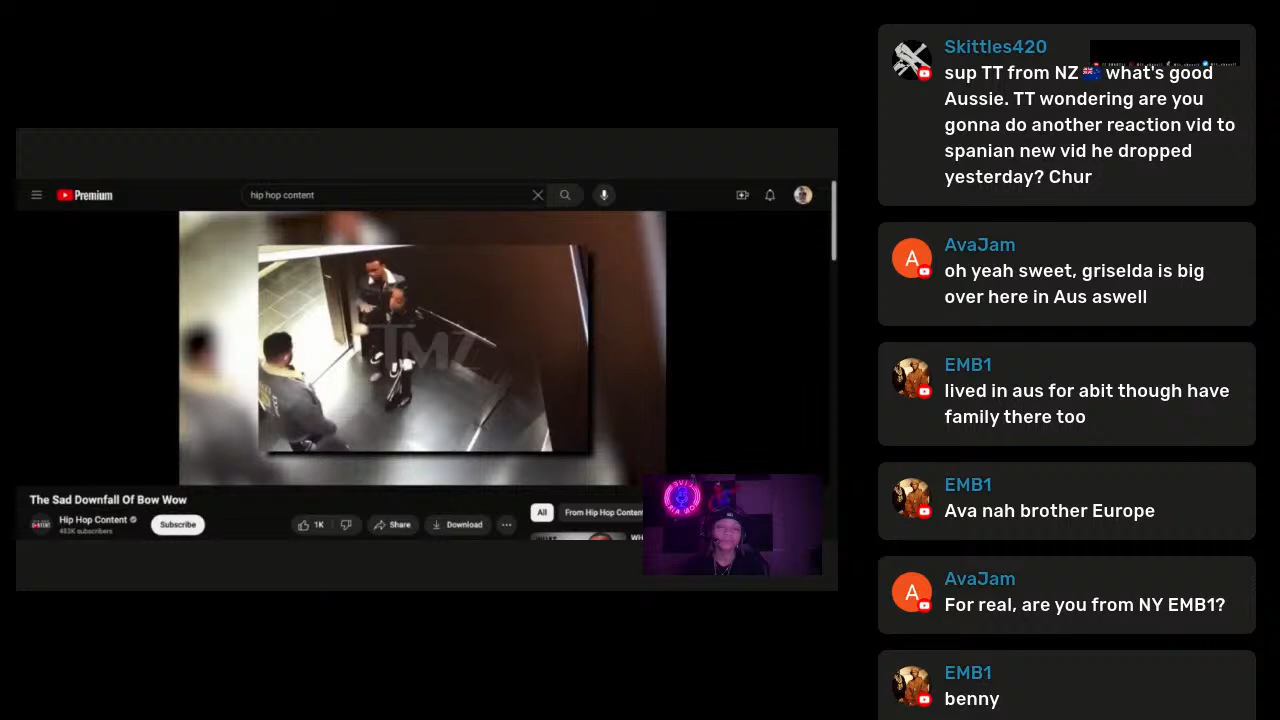 Premium
hip hop content
TMZ
The Sad Downfall Of Bow Wow
Hip Hop Content
483K subscribers
Subscribe
1K
Share
Download
All
From Hip Hop Content
Skittles420
sup TT from NZ 🇳🇿 what's good
Aussie. TT wondering are you
gonna do another reaction vid to
spanian new vid he dropped
yesterday? Chur
A
AvaJam
oh yeah sweet, griselda is big
over here in Aus aswell
EMB1
lived in aus for abit though have
family there too
EMB1
Ava nah brother Europe
A
AvaJam
For real, are you from NY EMB1?
EMB1
benny